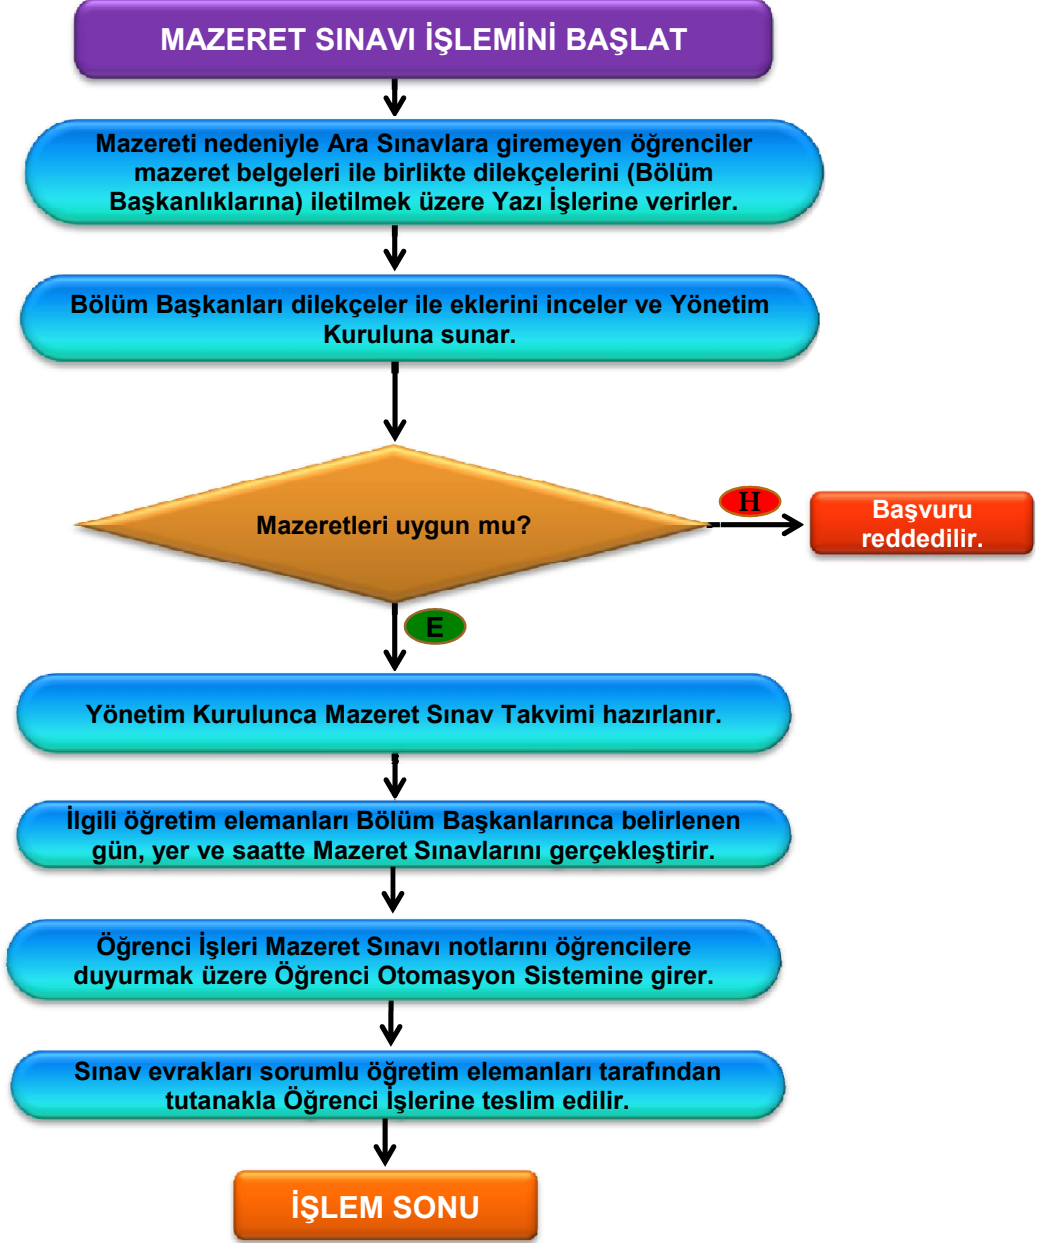 MAZERET SINAVI İŞLEMİNİ BAŞLAT
Mazereti nedeniyle Ara Sınavlara giremeyen öğrenciler
mazeret belgeleri ile birlikte dilekçelerini (Bölüm
Başkanlıklarına) iletilmek üzere Yazı İşlerine verirler.
Bölüm Başkanları dilekçeler ile eklerini inceler ve Yönetim
Kuruluna sunar.
Mazeretleri uygun mu?
H
Başvuru
reddedilir.
E
Yönetim Kurulunca Mazeret Sınav Takvimi hazırlanır.
İlgili öğretim elemanları Bölüm Başkanlarınca belirlenen
gün, yer ve saatte Mazeret Sınavlarını gerçekleştirir.
Öğrenci İşleri Mazeret Sınavı notlarını öğrencilere
duyurmak üzere Öğrenci Otomasyon Sistemine girer.
Sınav evrakları sorumlu öğretim elemanları tarafından
tutanakla Öğrenci İşlerine teslim edilir.
İŞLEM SONU